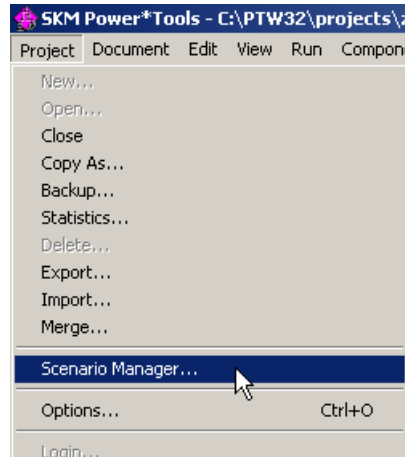 SKM Power*Tools - C:\PTW32\projects\
Project Document Edit View Run Compon
New...
Open...
Close
Copy As...
Backup...
Statistics...
Delete...
Export...
Import...
Merge...
Scenario Manager...
Options... Ctrl+O
Login...